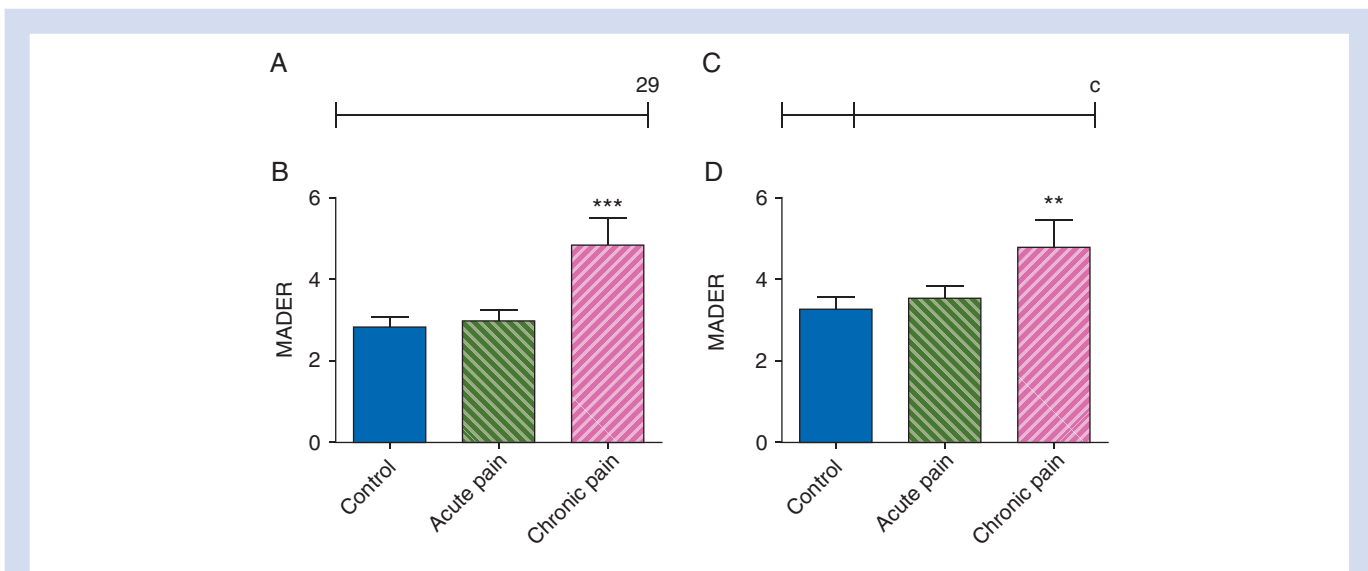 A
29
C
c
B
D
6
4
2
0
MADER
***
Control
Acute pain
Chronic pain
6
4
2
0
MADER
**
Control
Acute pain
Chronic pain